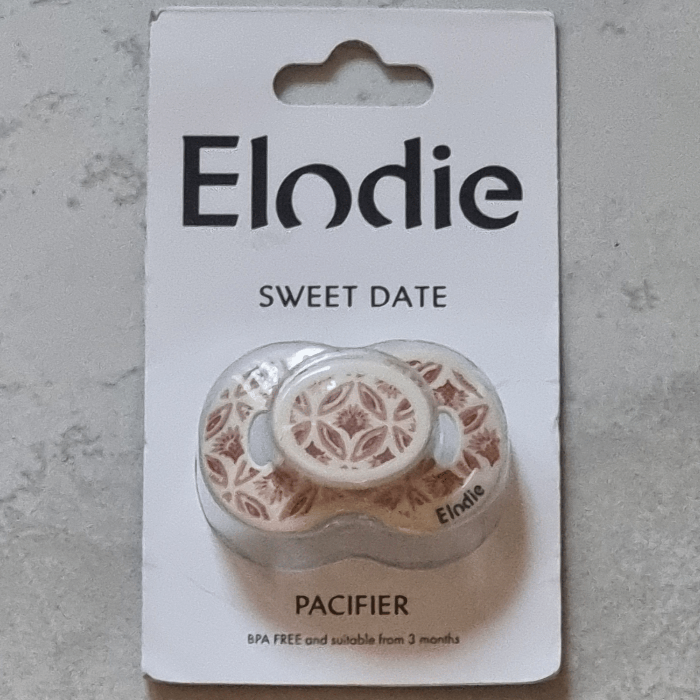 Elodie
SWEET DATE
Elodie
PACIFIER
BPA FREE and suitable from 3 months